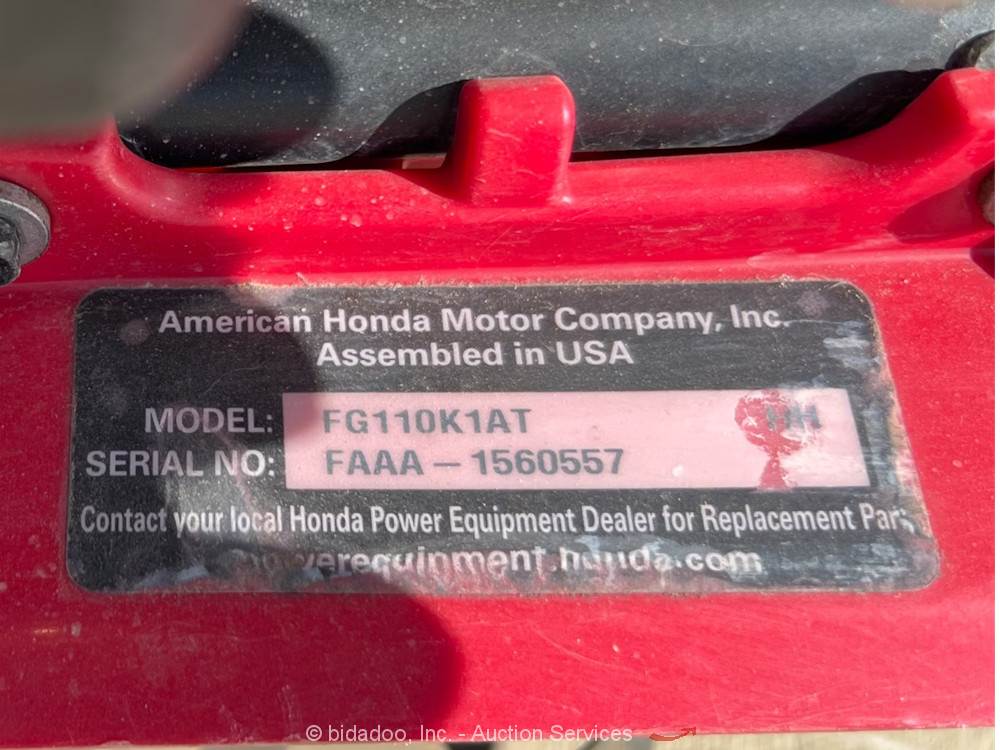 American Honda Motor Company, Inc.
Assembled in USA
MODEL: FG110K1AT HH
SERIAL NO: FAAA – 1560557
Contact your local Honda Power Equipment Dealer for Replacement Parts
powerequipment.honda.com
© bidadoo, Inc. - Auction Services